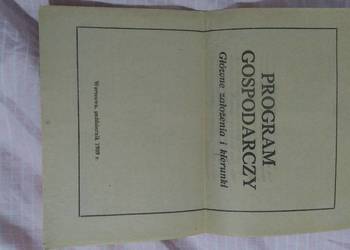 PROGRAM
GOSPODARCZY
Główne założenia i kierunki
Warszawa, październik 1989 r.